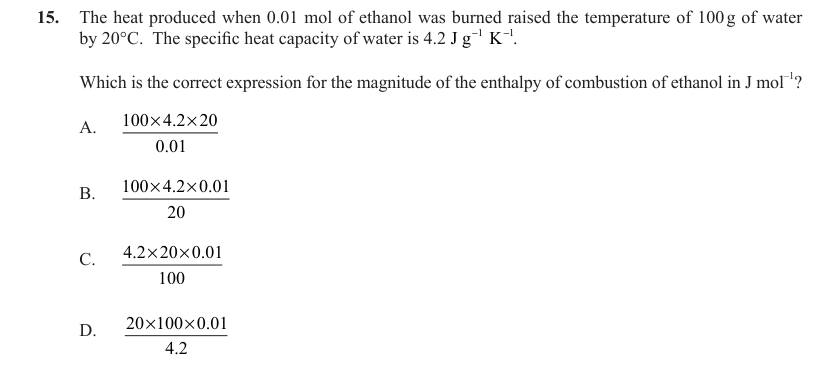 15. The heat produced when 0.01 mol of ethanol was burned raised the temperature of 100 g of water
by 20°C. The specific heat capacity of water is 4.2 J g⁻¹ K⁻¹.
Which is the correct expression for the magnitude of the enthalpy of combustion of ethanol in J mol⁻¹?
A. 100×4.2×20
0.01
B. 100×4.2×0.01
20
C. 4.2×20×0.01
100
D. 20×100×0.01
4.2